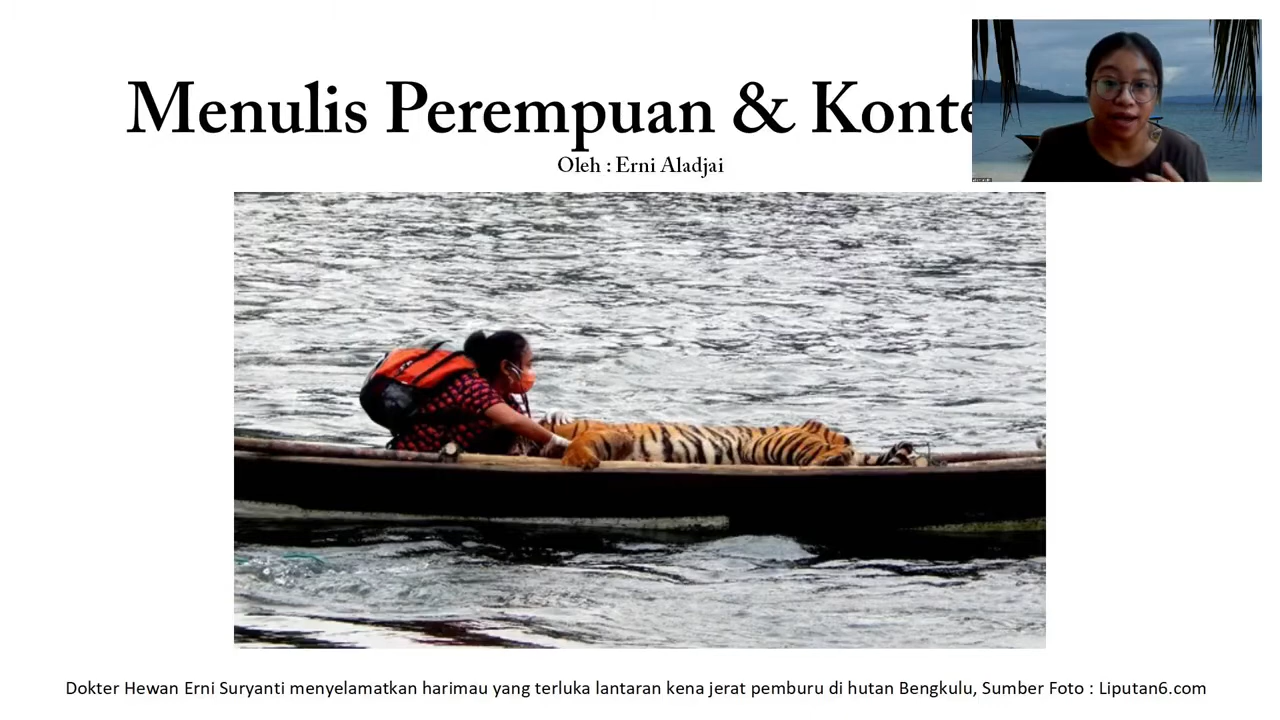 Menulis Perempuan & Konte
Oleh : Erni Aladjai
Dokter Hewan Erni Suryanti menyelamatkan harimau yang terluka lantaran kena jerat pemburu di hutan Bengkulu, Sumber Foto : Liputan6.com